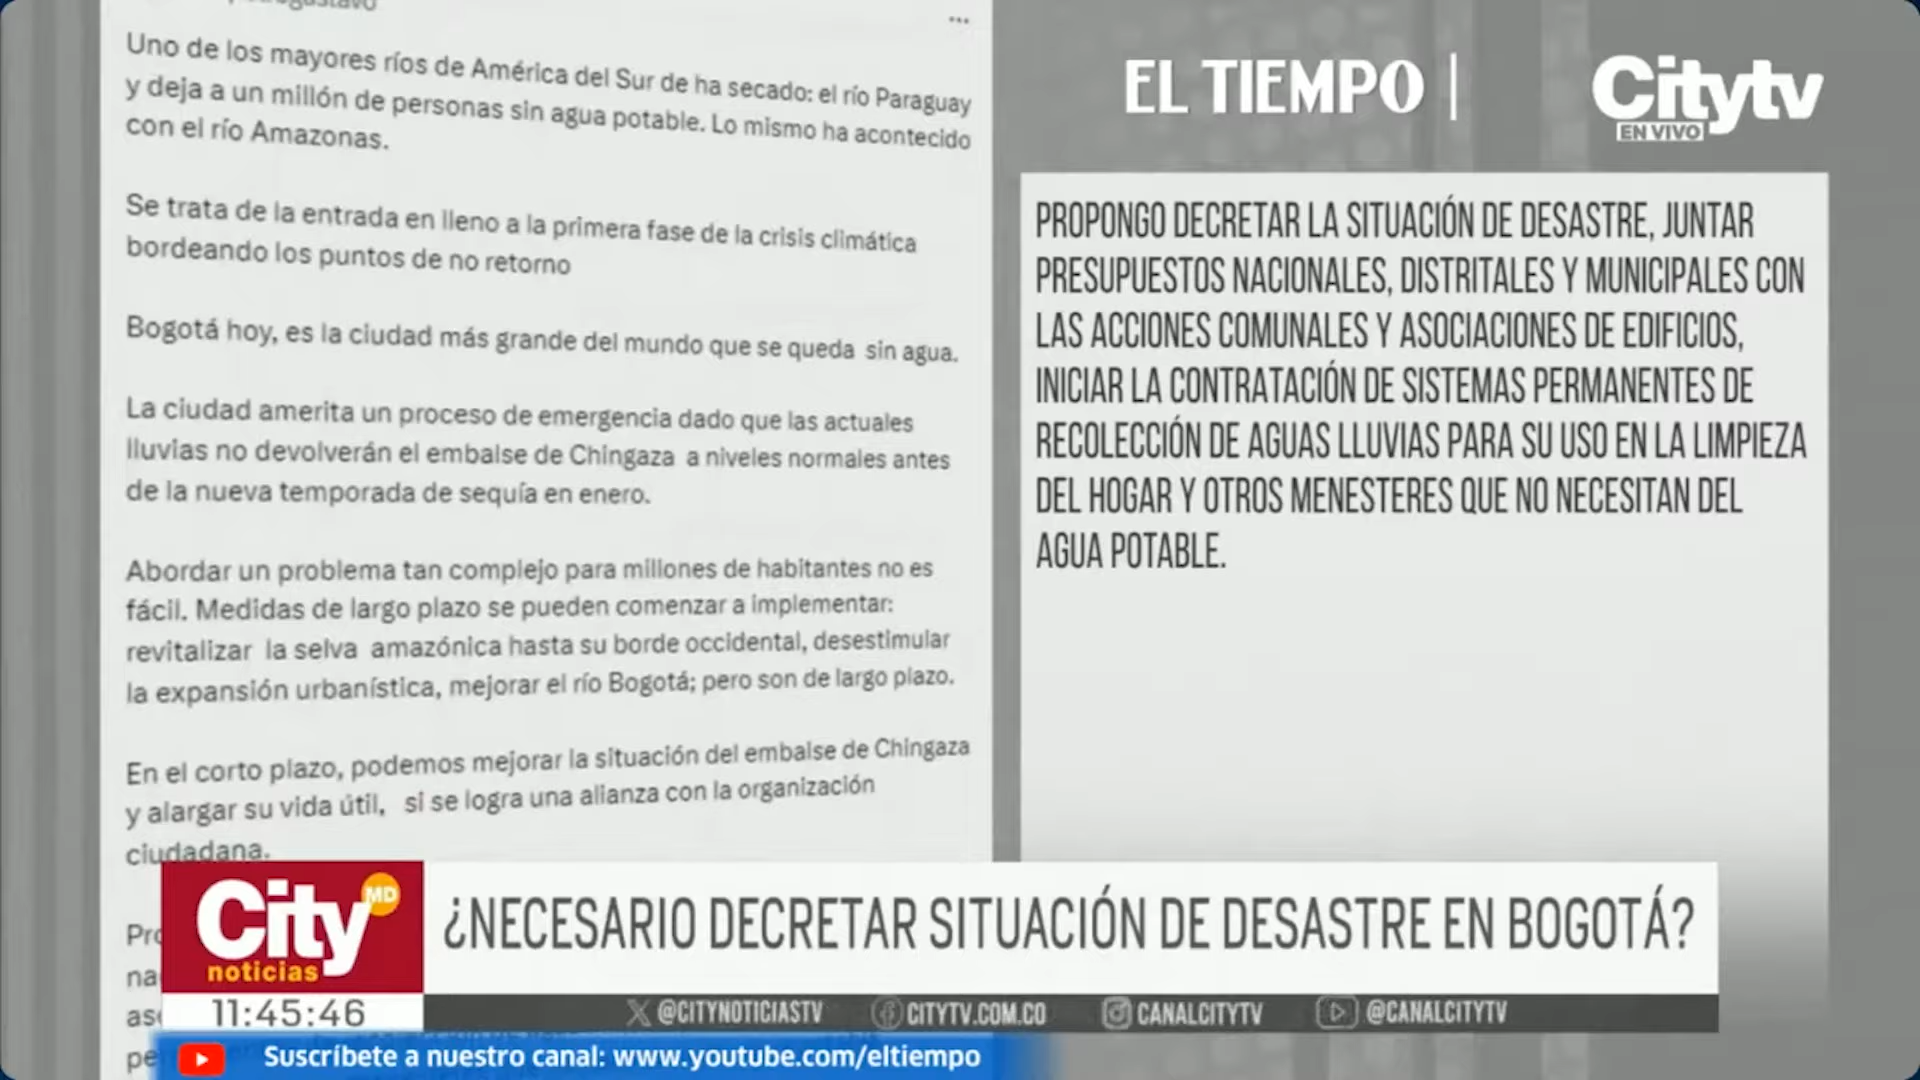 Uno de los mayores ríos de América del Sur de ha secado: el río Paraguay
y deja a un millón de personas sin agua potable. Lo mismo ha acontecido
con el río Amazonas.
Se trata de la entrada en lleno a la primera fase de la crisis climática
bordeando los puntos de no retorno
Bogotá hoy, es la ciudad más grande del mundo que se queda sin agua.
La ciudad amerita un proceso de emergencia dado que las actuales
lluvias no devolverán el embalse de Chingaza a niveles normales antes
de la nueva temporada de sequía en enero.
Abordar un problema tan complejo para millones de habitantes no es
fácil. Medidas de largo plazo se pueden comenzar a implementar:
revitalizar la selva amazónica hasta su borde occidental, desestimular
la expansión urbanística, mejorar el río Bogotá; pero son de largo plazo.
En el corto plazo, podemos mejorar la situación del embalse de Chingaza
y alargar su vida útil, si se logra una alianza con la organización
ciudadana.
EL TIEMPO |
Citytv
EN VIVO
PROPONGO DECRETAR LA SITUACIÓN DE DESASTRE, JUNTAR
PRESUPUESTOS NACIONALES, DISTRITALES Y MUNICIPALES CON
LAS ACCIONES COMUNALES Y ASOCIACIONES DE EDIFICIOS,
INICIAR LA CONTRATACIÓN DE SISTEMAS PERMANENTES DE
RECOLECCIÓN DE AGUAS LLUVIAS PARA SU USO EN LA LIMPIEZA
DEL HOGAR Y OTROS MENESTERES QUE NO NECESITAN DEL
AGUA POTABLE.
City MD
noticias
¿NECESARIO DECRETAR SITUACIÓN DE DESASTRE EN BOGOTÁ?
11:45:46
@CITYNOTICIASTV CITYTV.COM.CO CANALCITYTV @CANALCITYTV
Suscríbete a nuestro canal: www.youtube.com/eltiempo